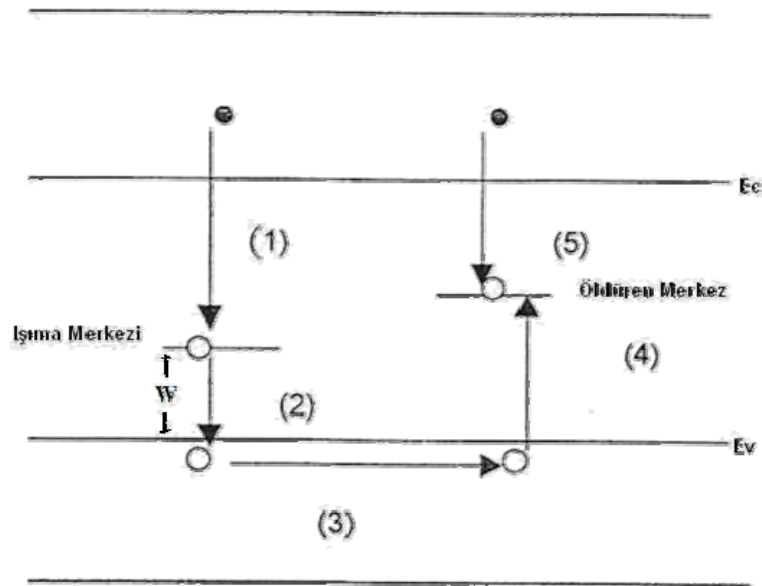 Ec
(1)
(5)
Öldüren Merkez
Işıma Merkezi
(4)
W
(2)
Ev
(3)